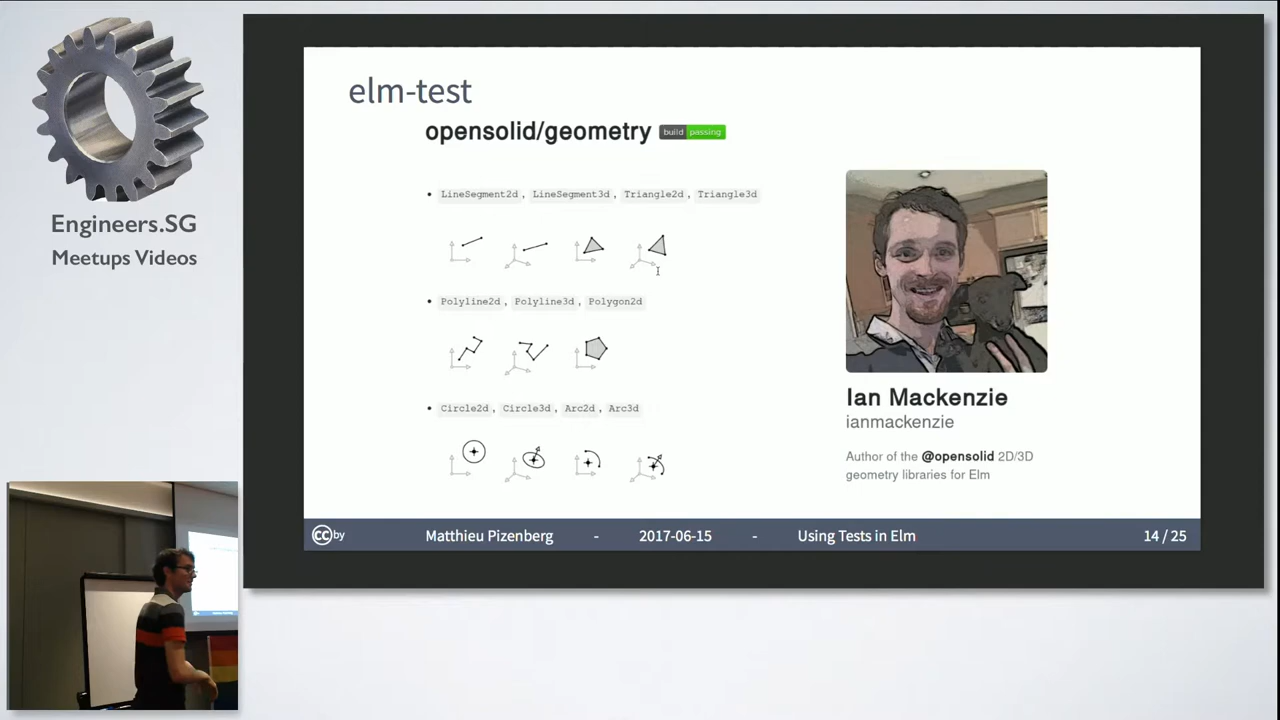 Engineers.SG
Meetups Videos
elm-test
opensolid/geometry build passing
• LineSegment2d, LineSegment3d, Triangle2d, Triangle3d
• Polyline2d, Polyline3d, Polygon2d
• Circle2d, Circle3d, Arc2d, Arc3d
Ian Mackenzie
ianmackenzie
Author of the @opensolid 2D/3D
geometry libraries for Elm
cc by Matthieu Pizenberg - 2017-06-15 - Using Tests in Elm 14 / 25